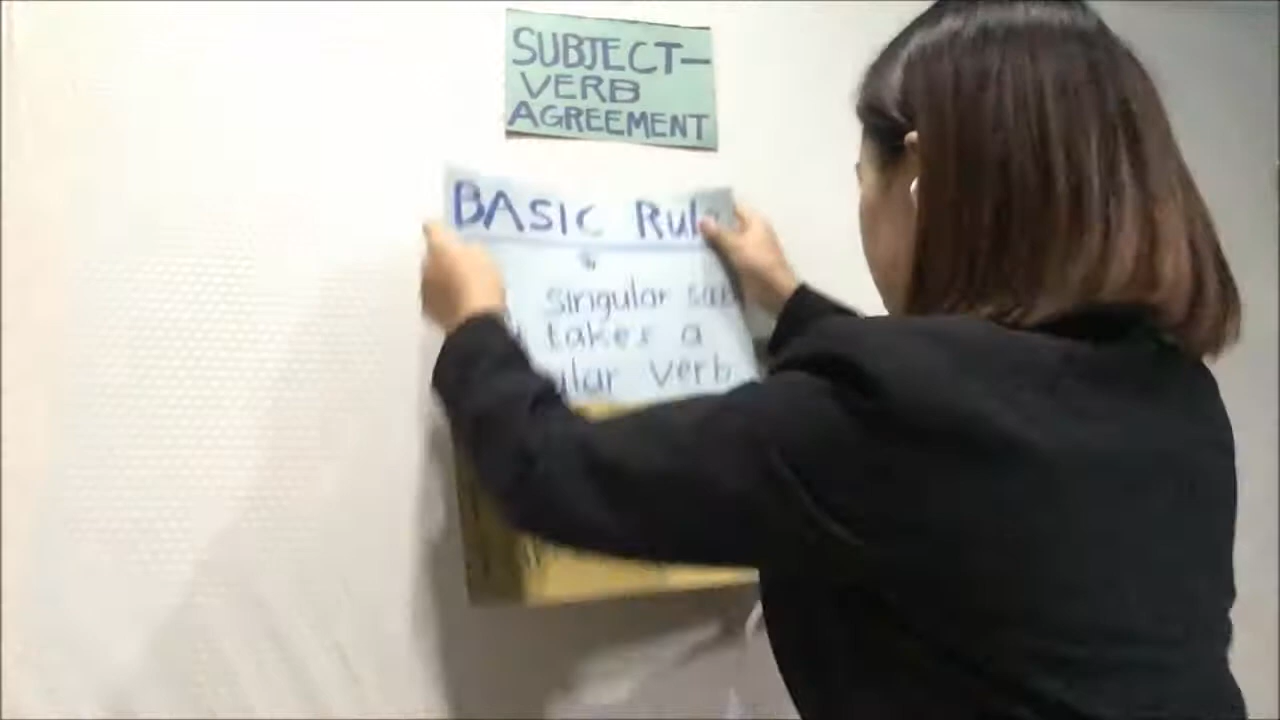 SUBJECT-
VERB
AGREEMENT
BASIC
singular
takes a
verb